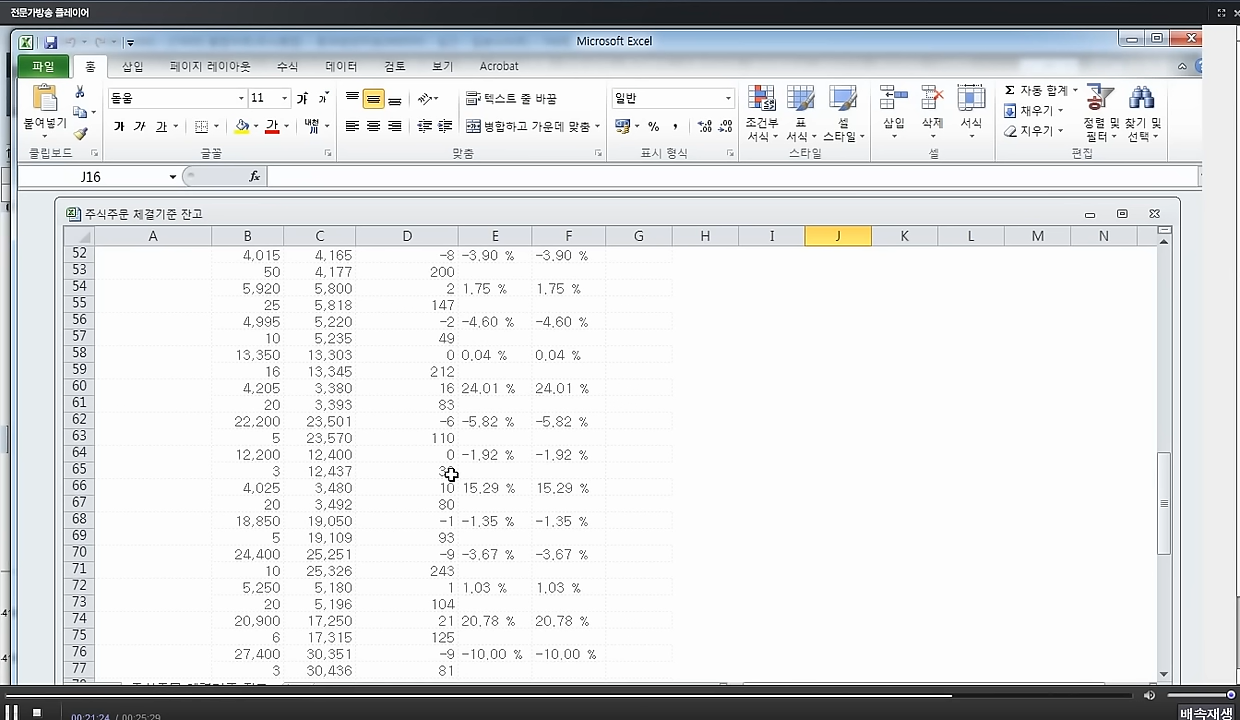 전문가방송 플레이어
Microsoft Excel
파일 홈 삽입 페이지 레이아웃 수식 데이터 검토 보기 Acrobat
붙여넣기 돋움 11 가 가 텍스트 줄 바꿈 일반 조건부 서식 표 서식 셀 스타일 삽입 삭제 서식 Σ 자동 합계 채우기 지우기 정렬 및 필터 찾기 및 선택
가 가 가 가 내천 병합하고 가운데 맞춤 % ,
클립보드 글꼴 맞춤 표시 형식 스타일 셀 편집
J16 fx
주식주문 체결기준 잔고
A B C D E F G H I J K L M N
52 4,015 4,165 -8 -3.90 % -3.90 %
53 50 4,177 200
54 5,920 5,800 2 1.75 % 1.75 %
55 25 5,818 147
56 4,995 5,220 -2 -4.60 % -4.60 %
57 10 5,235 49
58 13,350 13,303 0 0.04 % 0.04 %
59 16 13,345 212
60 4,205 3,380 16 24.01 % 24.01 %
61 20 3,393 83
62 22,200 23,501 -6 -5.82 % -5.82 %
63 5 23,570 110
64 12,200 12,400 0 -1.92 % -1.92 %
65 3 12,437
66 4,025 3,480 10 15.29 % 15.29 %
67 20 3,492 80
68 18,850 19,050 -1 -1.35 % -1.35 %
69 5 19,109 93
70 24,400 25,251 -9 -3.67 % -3.67 %
71 10 25,326 243
72 5,250 5,180 1 1.03 % 1.03 %
73 20 5,196 104
74 20,900 17,250 21 20.78 % 20.78 %
75 6 17,315 125
76 27,400 30,351 -9 -10.00 % -10.00 %
77 3 30,436 81
주식주문 체결기준 잔고
00:21:24 / 00:25:29 배속재생